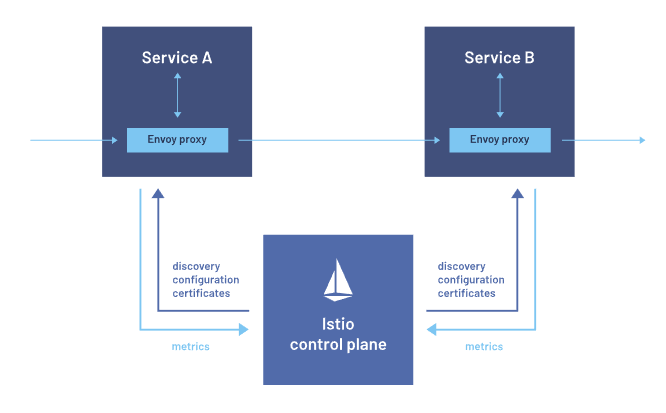 Service A
Service B
Envoy proxy
Envoy proxy
discovery
configuration
certificates
discovery
configuration
certificates
Istio
control plane
metrics
metrics